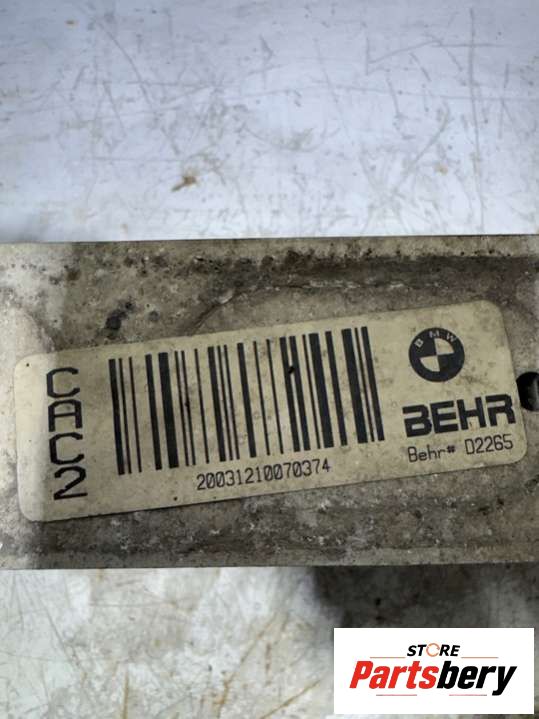 CAC2
BMW
BEHR
Behr# D2265
20031210070374
STORE
Partsbery